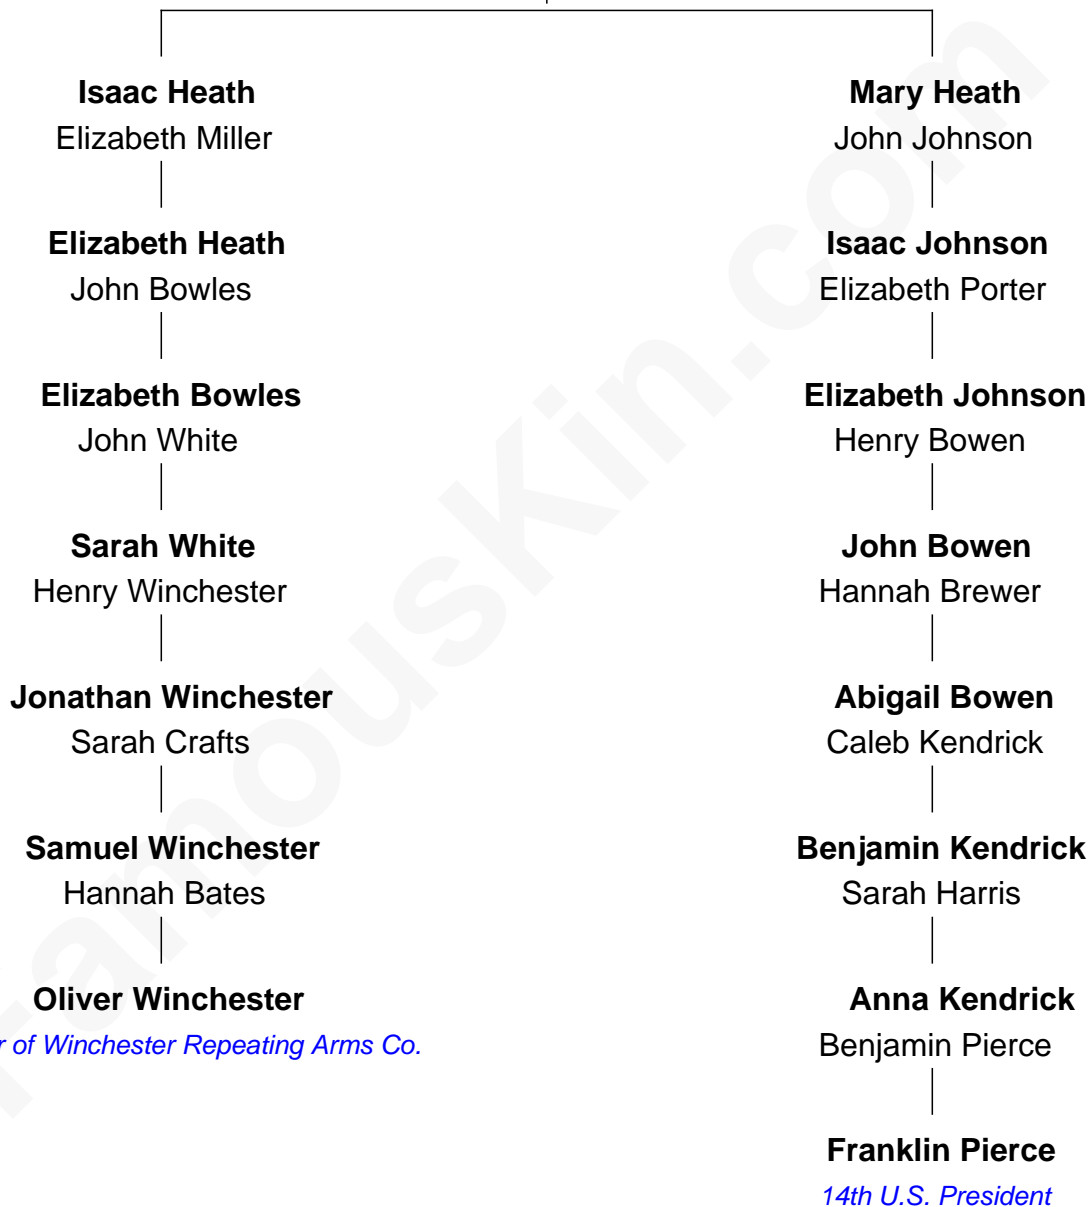 Isaac Heath
Elizabeth Miller
Elizabeth Heath
John Bowles
Elizabeth Bowles
John White
Sarah White
Henry Winchester
Jonathan Winchester
Sarah Crafts
Samuel Winchester
Hannah Bates
Oliver Winchester
r of Winchester Repeating Arms Co.
Mary Heath
John Johnson
Isaac Johnson
Elizabeth Porter
Elizabeth Johnson
Henry Bowen
John Bowen
Hannah Brewer
Abigail Bowen
Caleb Kendrick
Benjamin Kendrick
Sarah Harris
Anna Kendrick
Benjamin Pierce
Franklin Pierce
14th U.S. President
FamousKin.com